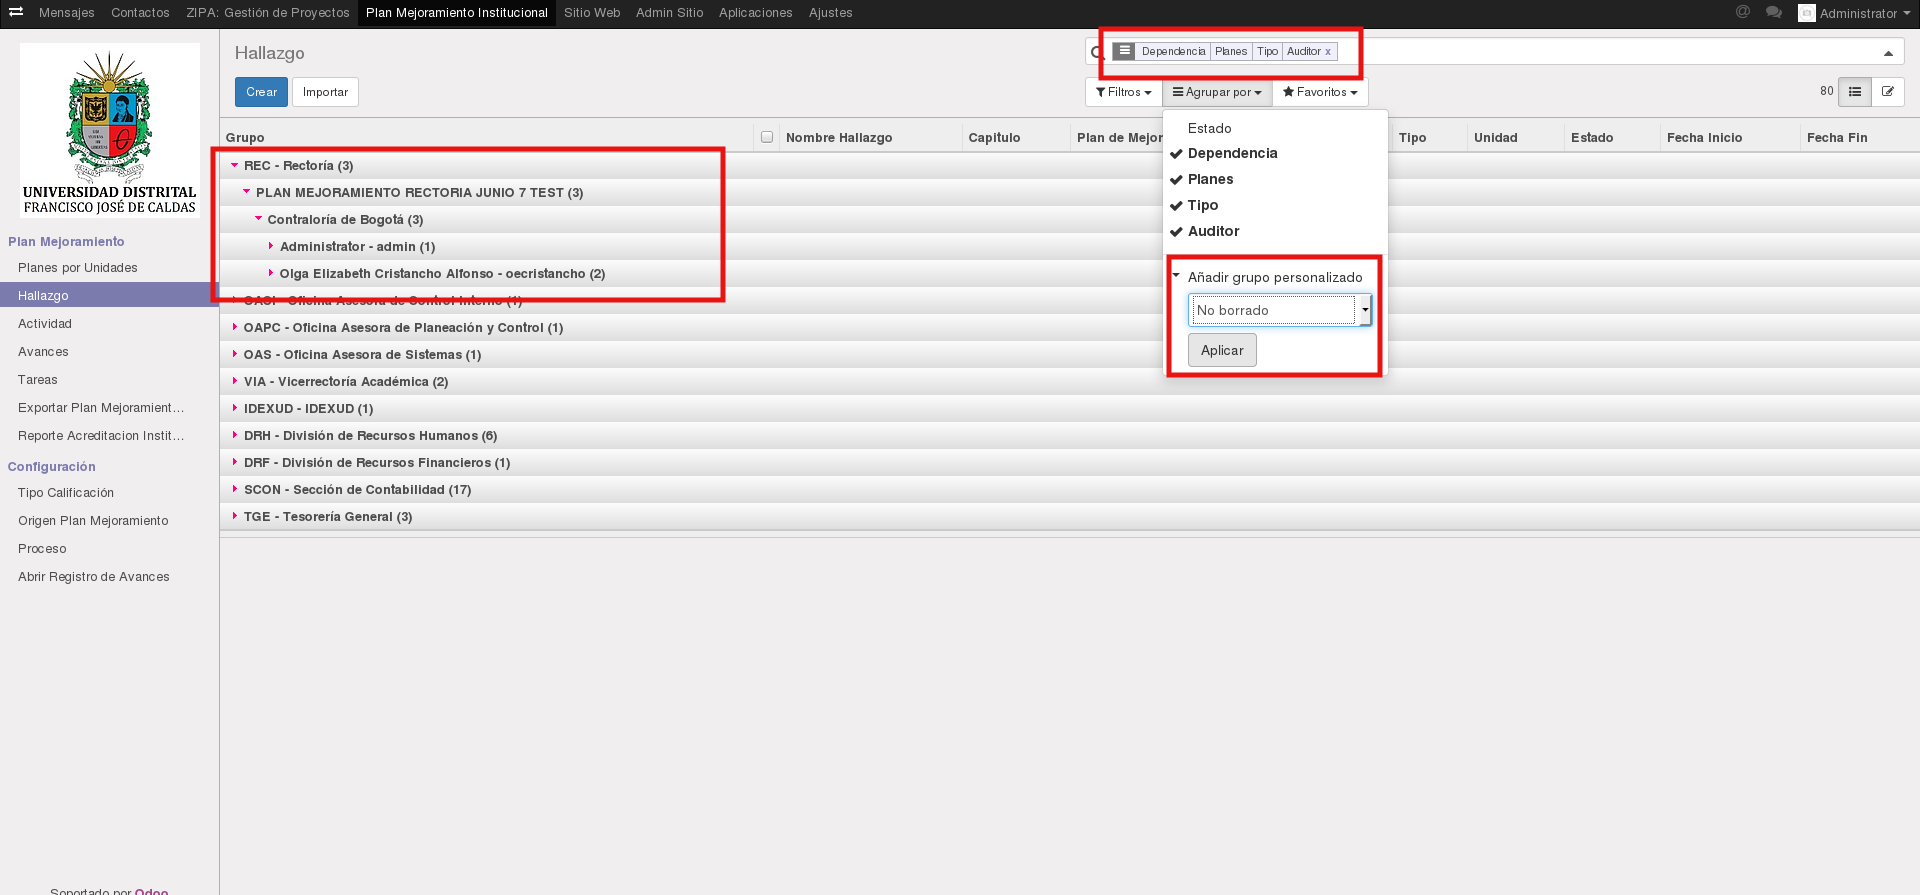 Mensajes Contactos ZIPA: Gestión de Proyectos Plan Mejoramiento Institucional Sitio Web Admin Sitio Aplicaciones Ajustes @ Administrator
UNIVERSIDAD DISTRITAL
FRANCISCO JOSÉ DE CALDAS
Plan Mejoramiento
Planes por Unidades
Hallazgo
Actividad
Avances
Tareas
Exportar Plan Mejoramient...
Reporte Acreditacion Instit...
Configuración
Tipo Calificación
Origen Plan Mejoramiento
Proceso
Abrir Registro de Avances
Soportado por Odoo
Hallazgo
Dependencia Planes Tipo Auditor x
Crear Importar
Filtros Agrupar por Favoritos
80
Grupo Nombre Hallazgo Capitulo Plan de Mejor Tipo Unidad Estado Fecha Inicio Fecha Fin
REC - Rectoría (3)
PLAN MEJORAMIENTO RECTORIA JUNIO 7 TEST (3)
Contraloría de Bogotá (3)
Administrator - admin (1)
Olga Elizabeth Cristancho Alfonso - oecristancho (2)
OACI - Oficina Asesora de Control Interno (1)
OAPC - Oficina Asesora de Planeación y Control (1)
OAS - Oficina Asesora de Sistemas (1)
VIA - Vicerrectoría Académica (2)
IDEXUD - IDEXUD (1)
DRH - División de Recursos Humanos (6)
DRF - División de Recursos Financieros (1)
SCON - Sección de Contabilidad (17)
TGE - Tesorería General (3)
Estado
Dependencia
Planes
Tipo
Auditor
Añadir grupo personalizado
No borrado
Aplicar